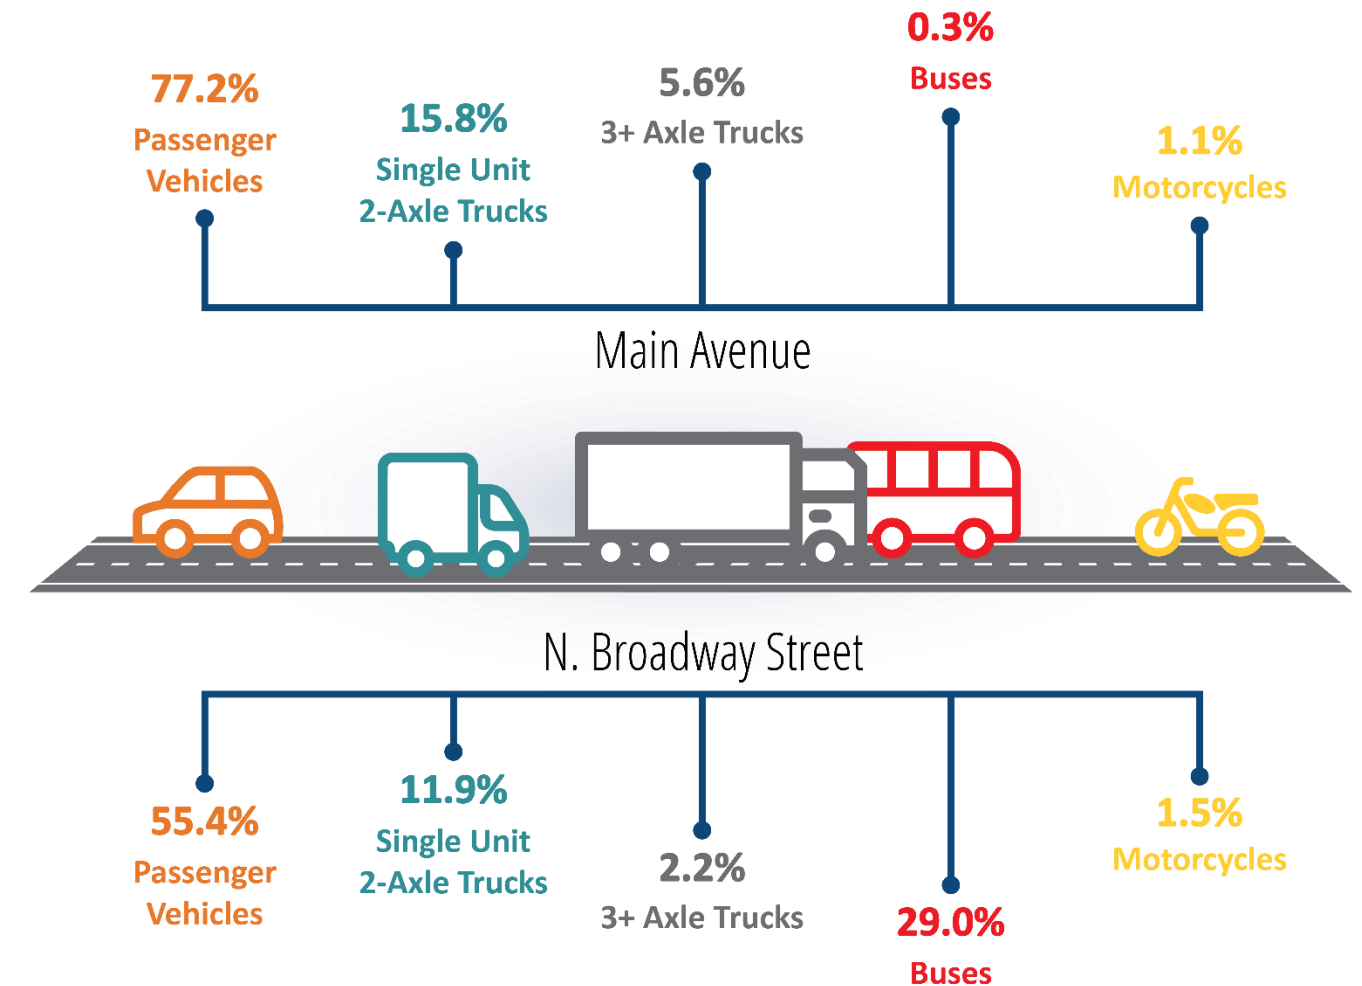 77.2%
Passenger
Vehicles
15.8%
Single Unit
2-Axle Trucks
5.6%
3+ Axle Trucks
0.3%
Buses
1.1%
Motorcycles
Main Avenue
N. Broadway Street
55.4%
Passenger
Vehicles
11.9%
Single Unit
2-Axle Trucks
2.2%
3+ Axle Trucks
29.0%
Buses
1.5%
Motorcycles